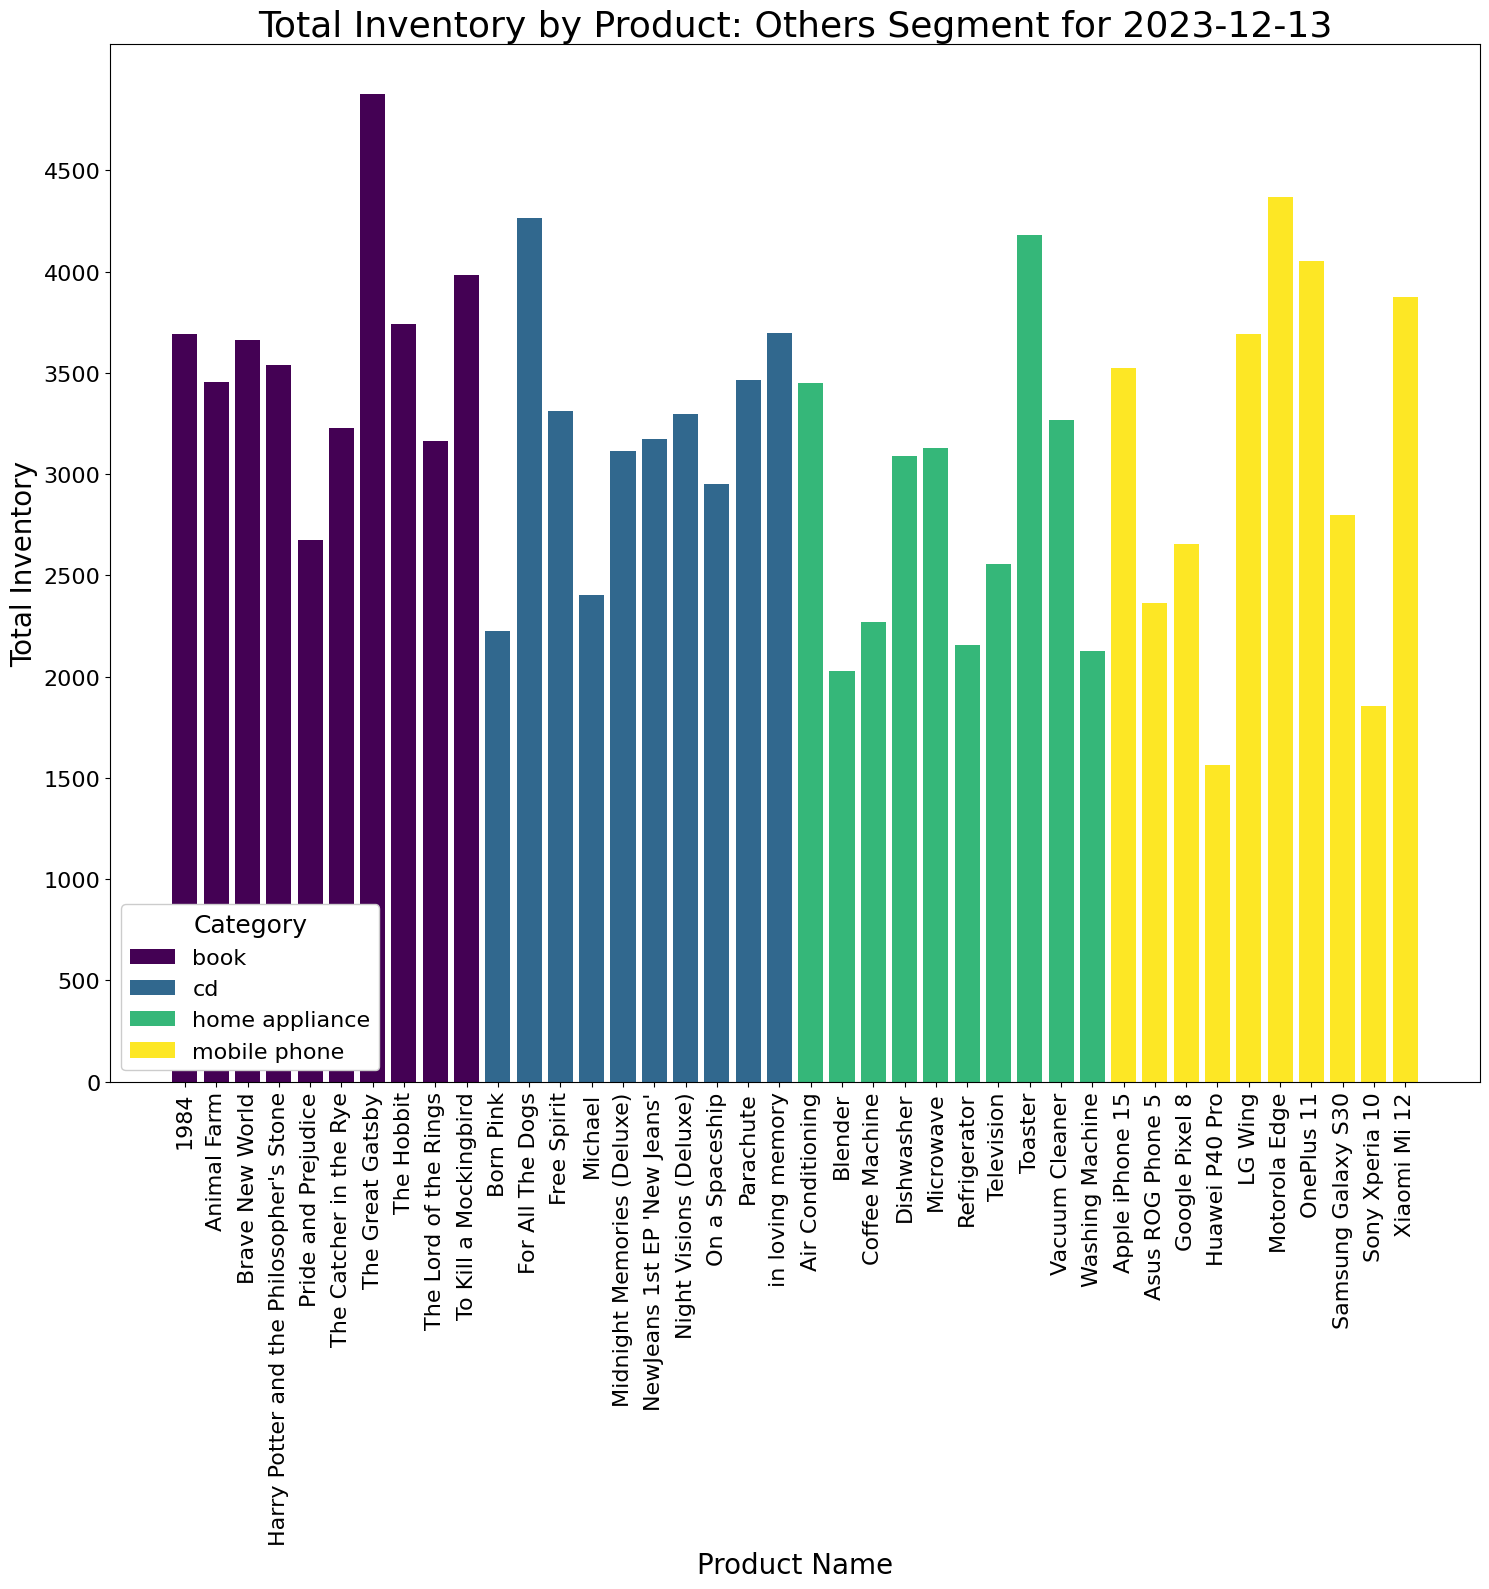 Total Inventory by Product: Others Segment for 2023-12-13
Total Inventory
4500
4000
3500
3000
2500
2000
1500
1000
500
0
Category
book
cd
home appliance
mobile phone
1984
Animal Farm
Brave New World
Harry Potter and the Philosopher's Stone
Pride and Prejudice
The Catcher in the Rye
The Great Gatsby
The Hobbit
The Lord of the Rings
To Kill a Mockingbird
Born Pink
For All The Dogs
Free Spirit
Michael
Midnight Memories (Deluxe)
NewJeans 1st EP 'New Jeans'
Night Visions (Deluxe)
On a Spaceship
Parachute
in loving memory
Air Conditioning
Blender
Coffee Machine
Dishwasher
Microwave
Refrigerator
Television
Toaster
Vacuum Cleaner
Washing Machine
Apple iPhone 15
Asus ROG Phone 5
Google Pixel 8
Huawei P40 Pro
LG Wing
Motorola Edge
OnePlus 11
Samsung Galaxy S30
Sony Xperia 10
Xiaomi Mi 12
Product Name